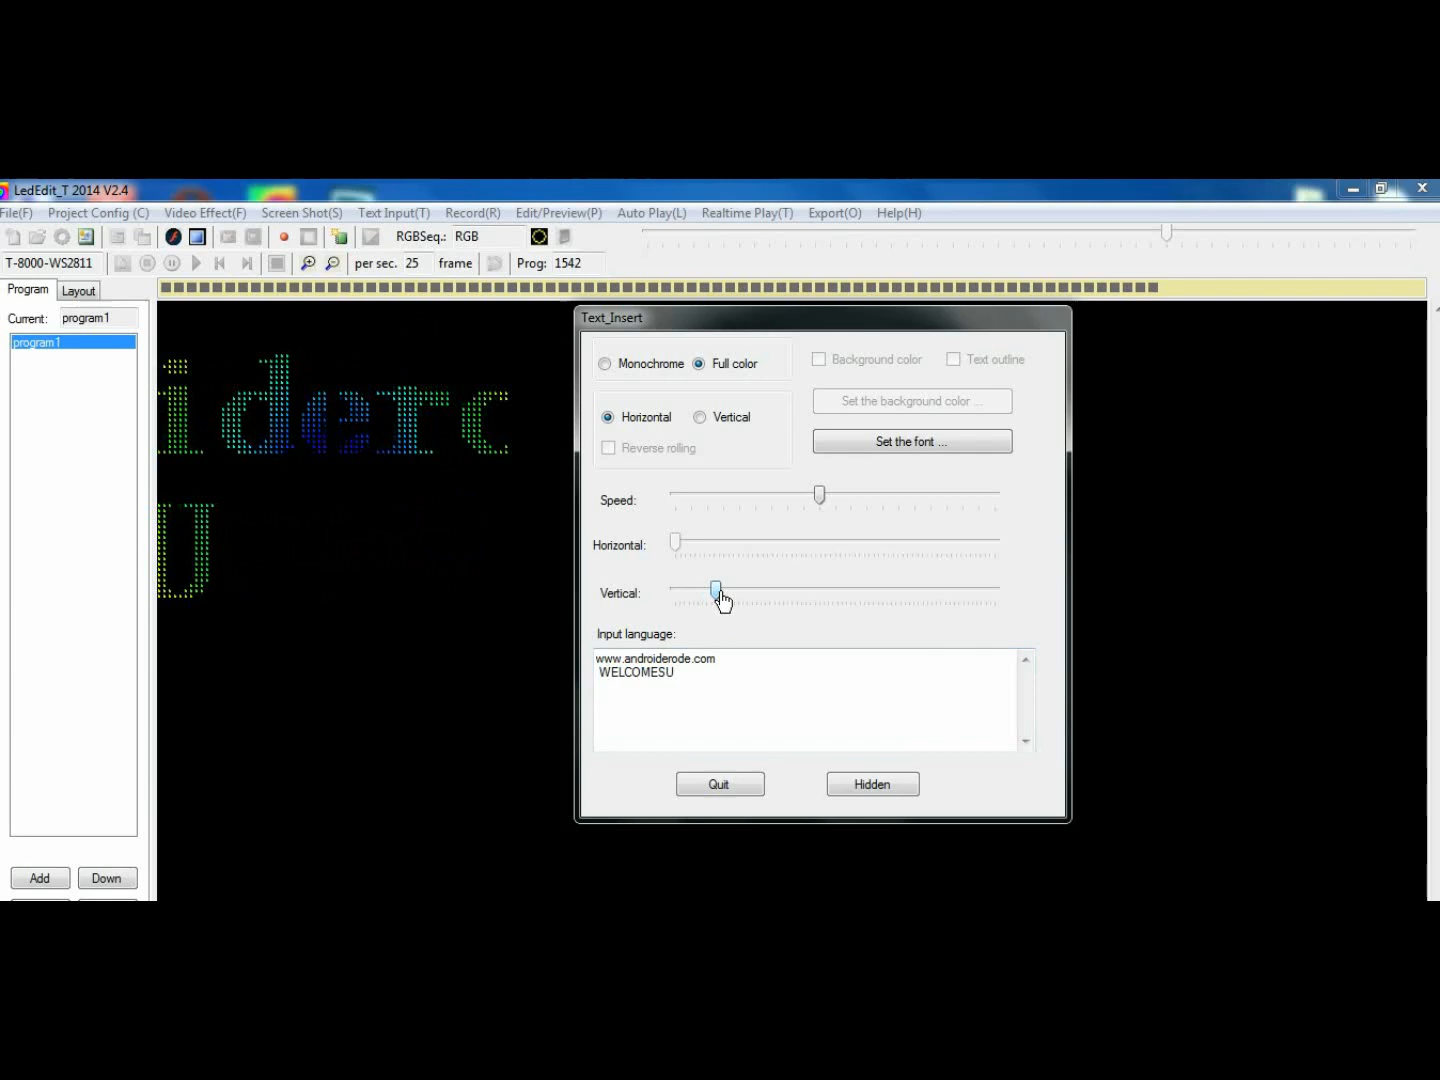 LedEdit_T 2014 V2.4
File(F) Project Config (C) Video Effect(F) Screen Shot(S) Text Input(T) Record(R) Edit/Preview(P) Auto Play(L) Realtime Play(T) Export(O) Help(H)
RGBSeq.: RGB
T-8000-WS2811 per sec. 25 frame Prog: 1542
Program Layout
Current: program1
program1
iderc
U
Text_Insert
Monochrome Full color Background color Text outline
Set the background color ...
Horizontal Vertical
Set the font ...
Reverse rolling
Speed:
Horizontal:
Vertical:
Input language:
www.androiderode.com
WELCOMESU
Quit Hidden
Add Down